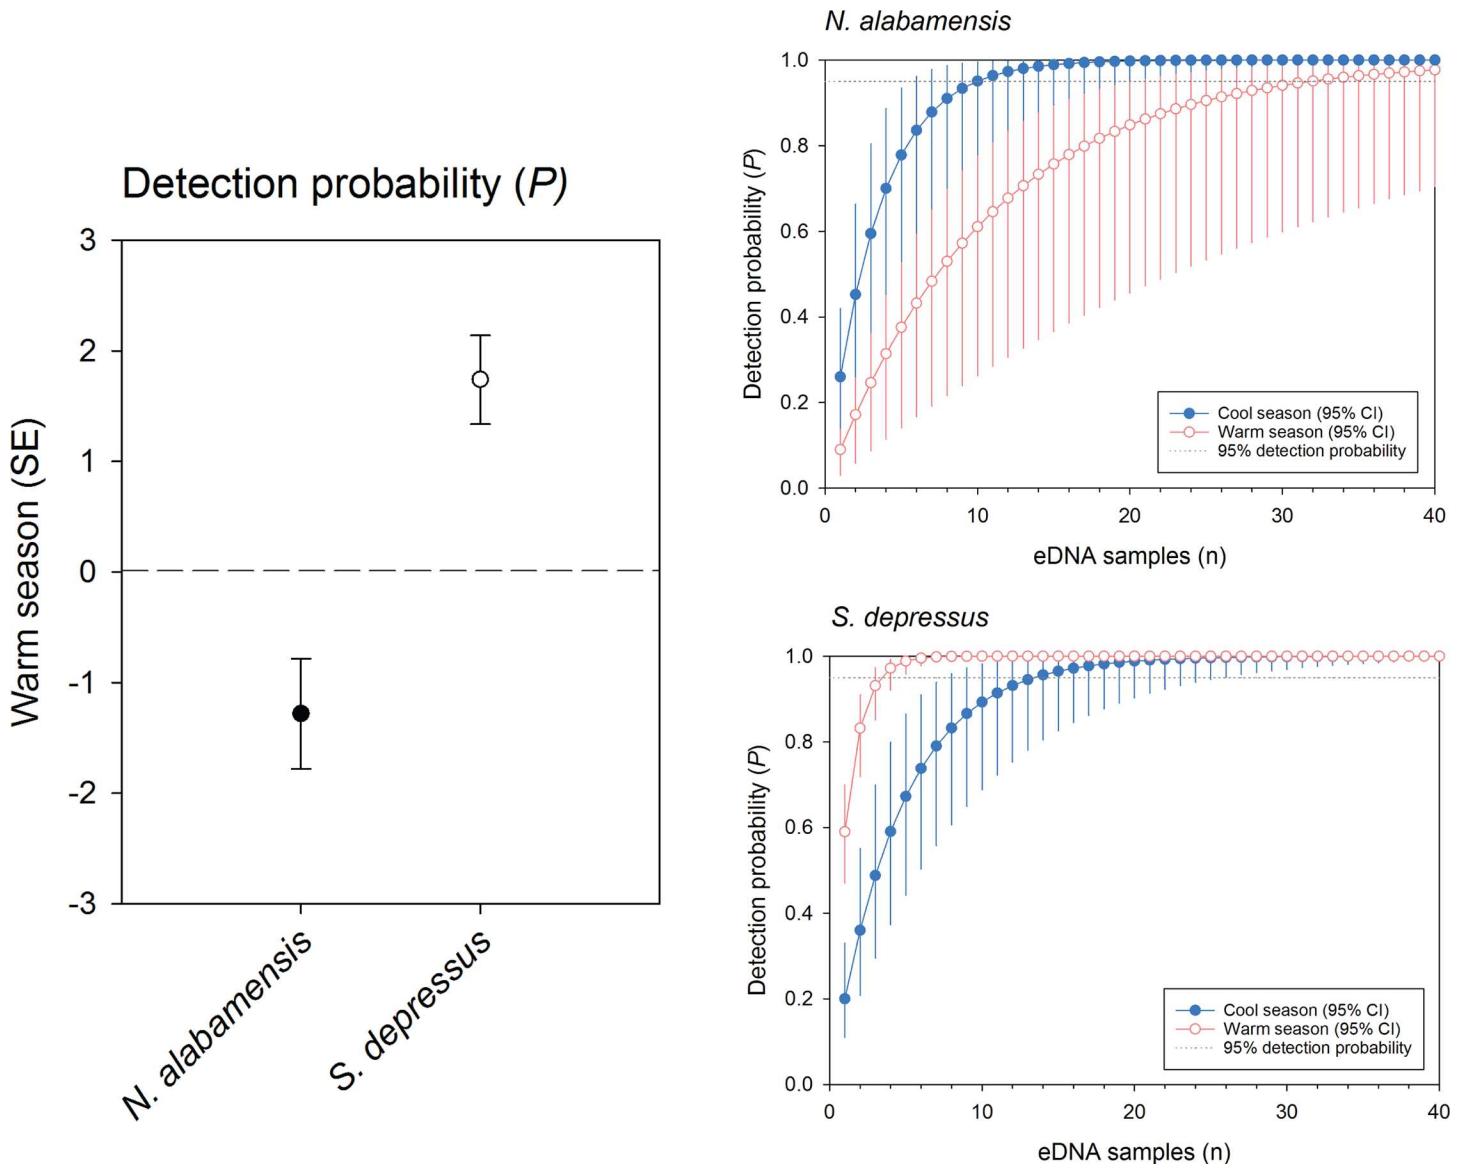 Detection probability (P)
Warm season (SE)
3
2
1
0
-1
-2
-3
N. alabamensis
S. depressus
N. alabamensis
Detection probability (P)
1.0
0.8
0.6
0.4
0.2
0.0
Cool season (95% CI)
Warm season (95% CI)
95% detection probability
0 10 20 30 40
eDNA samples (n)
S. depressus
Detection probability (P)
1.0
0.8
0.6
0.4
0.2
0.0
Cool season (95% CI)
Warm season (95% CI)
95% detection probability
0 10 20 30 40
eDNA samples (n)